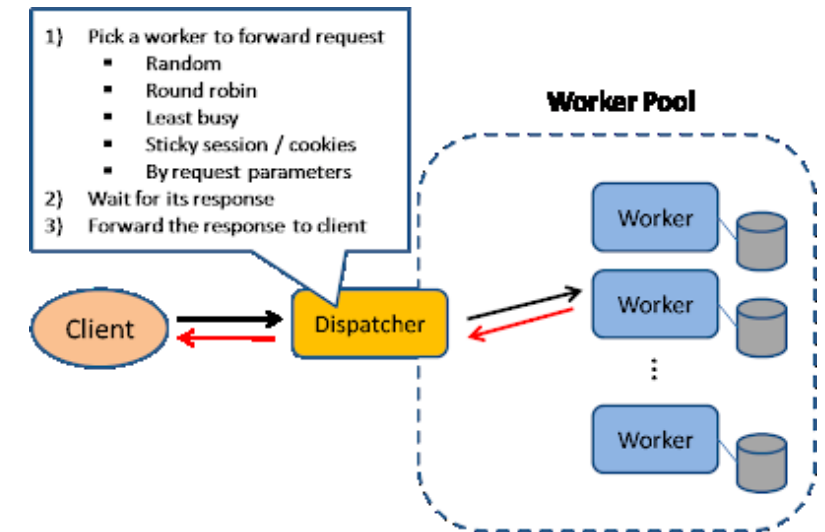 1) Pick a worker to forward request
▪ Random
▪ Round robin
▪ Least busy
▪ Sticky session / cookies
▪ By request parameters
2) Wait for its response
3) Forward the response to client
Worker Pool
Worker
Client
Dispatcher
Worker
⋮
Worker